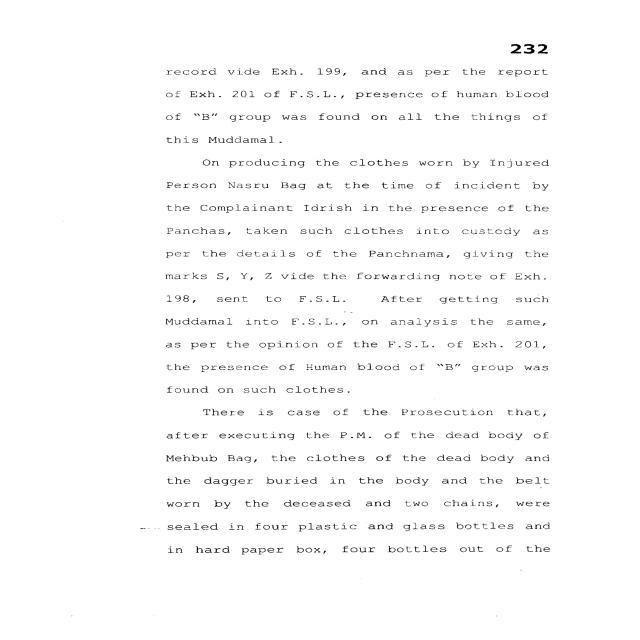 232
record vide Exh. 199, and as per the report
of Exh. 201 of F.S.L., presence of human blood
of "B" group was found on all the things of
this Muddamal.
On producing the clothes worn by Injured
Person Nasru Bag at the time of incident by
the Complainant Idrish in the presence of the
Panchas, taken such clothes into custody as
per the details of the Panchnama, giving the
marks S, Y, Z vide the forwarding note of Exh.
198, sent to F.S.L. After getting such
Muddamal into F.S.L., on analysis the same,
as per the opinion of the F.S.L. of Exh. 201,
the presence of Human blood of "B" group was
found on such clothes.
There is case of the Prosecution that,
after executing the P.M. of the dead body of
Mehbub Bag, the clothes of the dead body and
the dagger buried in the body and the belt
worn by the deceased and two chains, were
sealed in four plastic and glass bottles and
in hard paper box, four bottles out of the